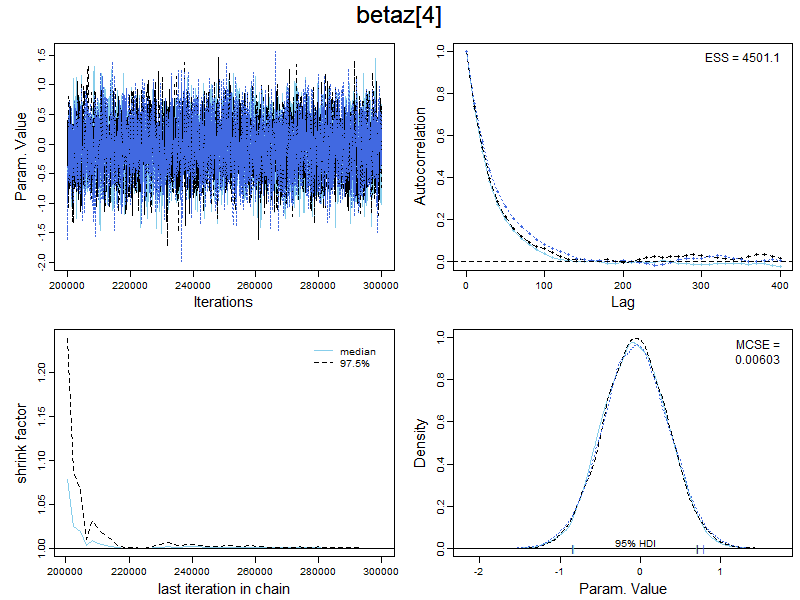 betaz[4]
Param. Value
1.5
1.0
0.5
0.0
-0.5
-1.0
-1.5
-2.0
200000 220000 240000 260000 280000 300000
Iterations
Autocorrelation
1.0
0.8
0.6
0.4
0.2
0.0
ESS = 4501.1
0 100 200 300 400
Lag
shrink factor
1.20
1.15
1.10
1.05
1.00
median
97.5%
200000 220000 240000 260000 280000 300000
last iteration in chain
Density
1.0
0.8
0.6
0.4
0.2
0.0
MCSE =
0.00603
95% HDI
-2 -1 0 1
Param. Value